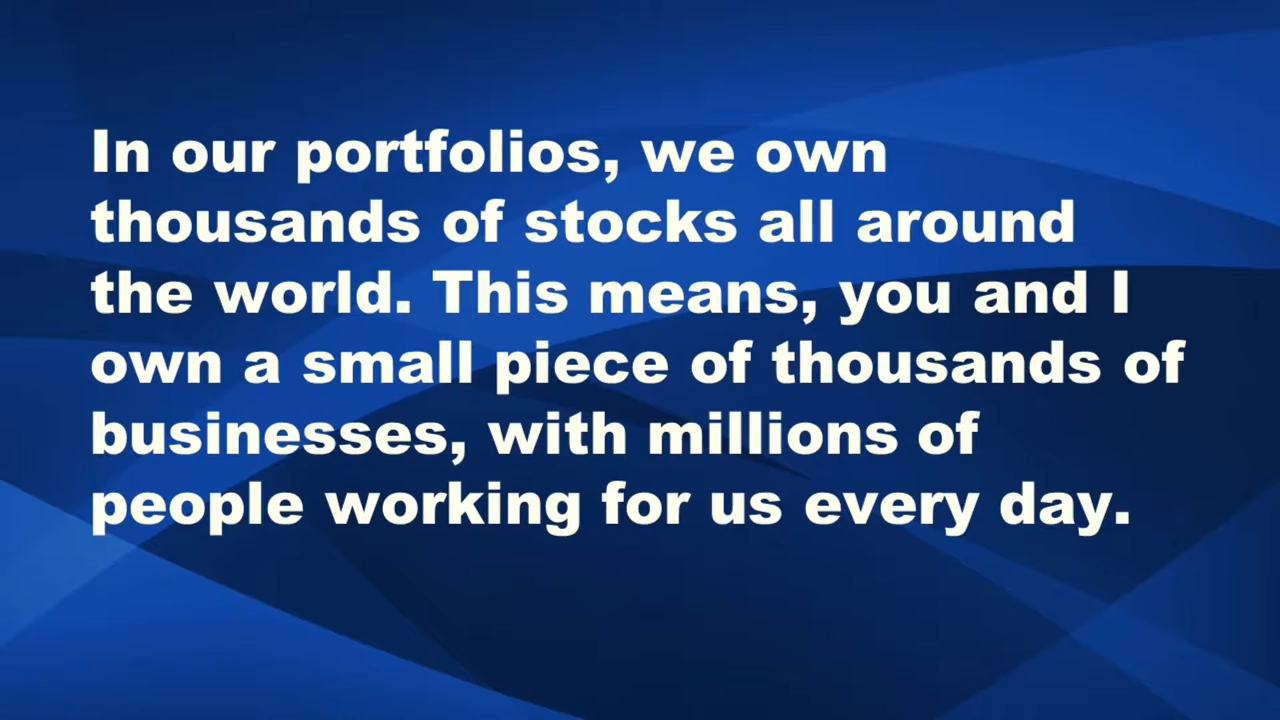 In our portfolios, we own
thousands of stocks all around
the world. This means, you and I
own a small piece of thousands of
businesses, with millions of
people working for us every day.